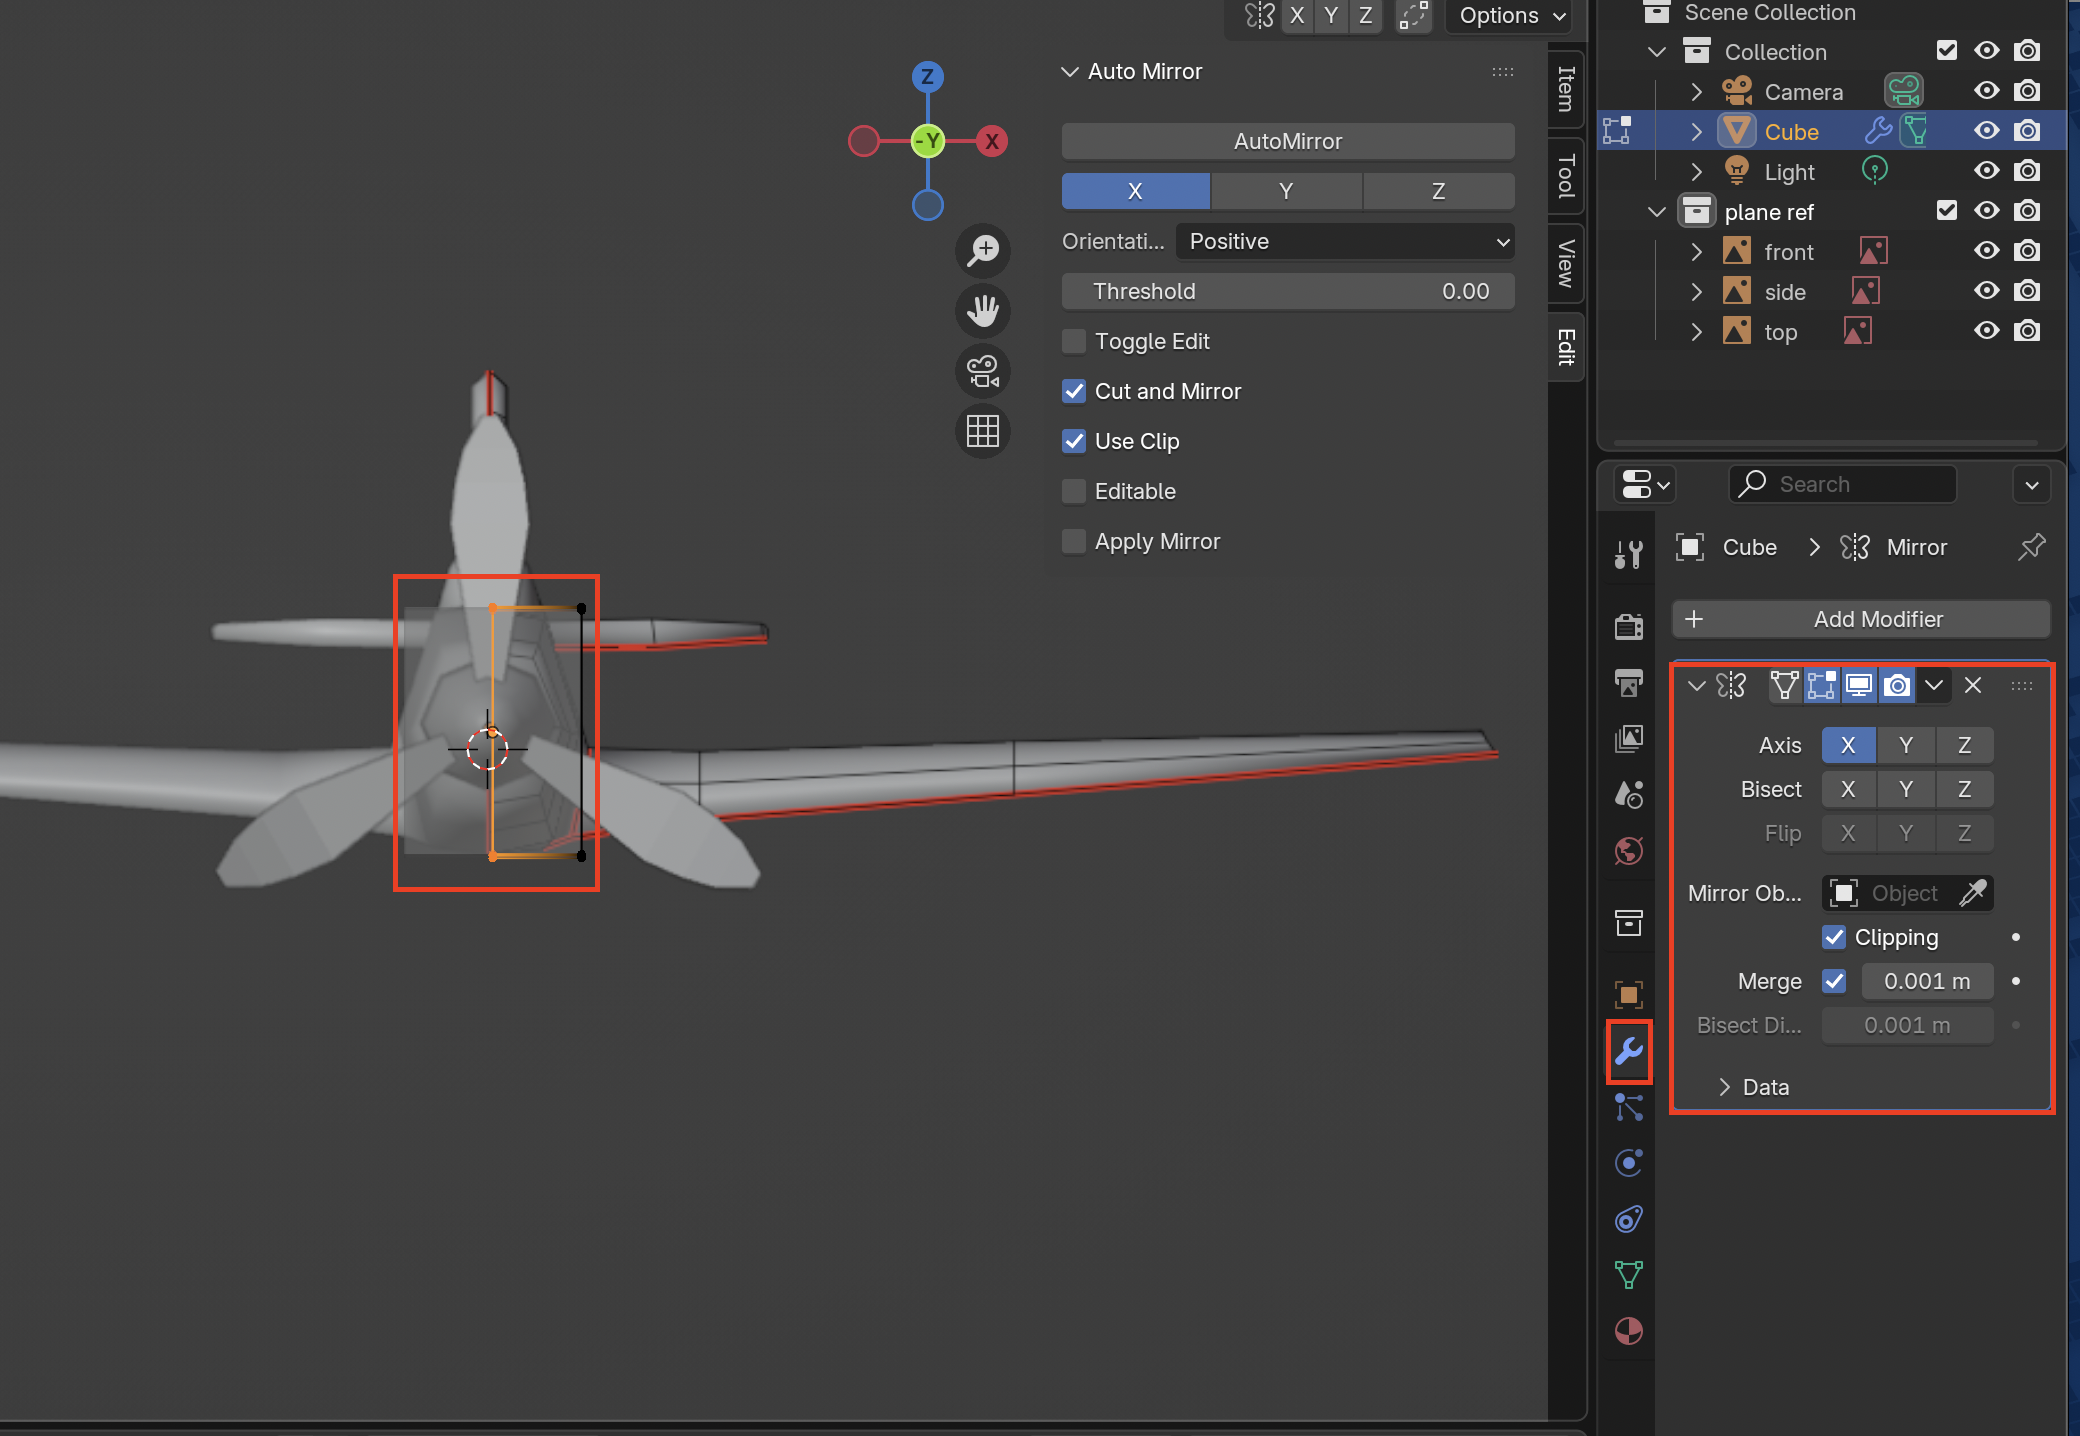 X Y Z Options
Z
-Y
X
Auto Mirror
AutoMirror
X Y Z
Orientati... Positive
Threshold 0.00
Toggle Edit
Cut and Mirror
Use Clip
Editable
Apply Mirror
Item
Tool
View
Edit
Scene Collection
Collection
Camera
Cube
Light
plane ref
front
side
top
Search
Cube Mirror
Add Modifier
Axis X Y Z
Bisect X Y Z
Flip X Y Z
Mirror Ob... Object
Clipping
Merge 0.001 m
Bisect Di... 0.001 m
Data